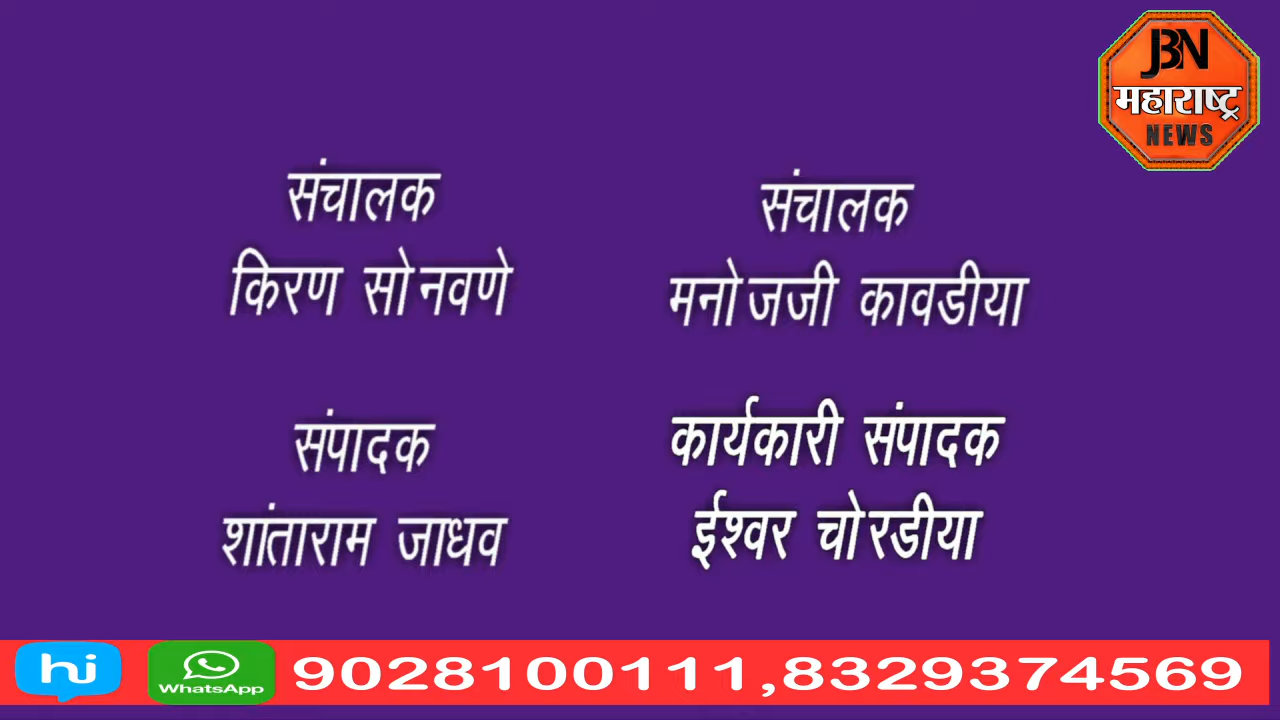 JBN
महाराष्ट्र
NEWS
संचालक
किरण सोनवणे
संचालक
मनोजजी कावडीया
संपादक
शांताराम जाधव
कार्यकारी संपादक
ईश्वर चोरडीया
hi
WhatsApp
9028100111,8329374569